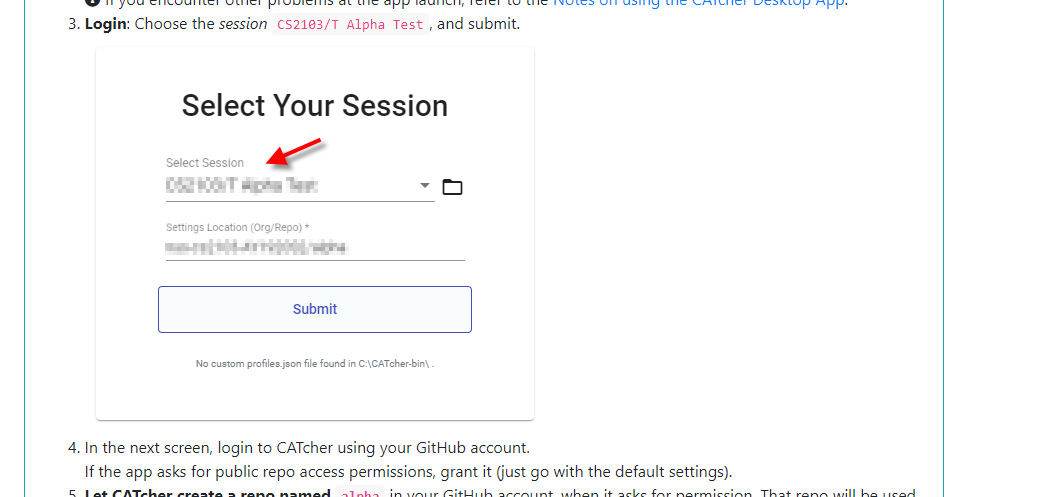 If you encounter other problems at the app launch, refer to the Notes on using the CATcher Desktop App.
3. Login: Choose the session CS2103/T Alpha Test , and submit.
Select Your Session
Select Session
CS2103/T Alpha Test
Settings Location (Org/Repo) *
Submit
No custom profiles.json file found in C:\CATcher-bin\ .
4. In the next screen, login to CATcher using your GitHub account.
If the app asks for public repo access permissions, grant it (just go with the default settings).
5. Let CATcher create a repo named alpha in your GitHub account, when it asks for permission. That repo will be used